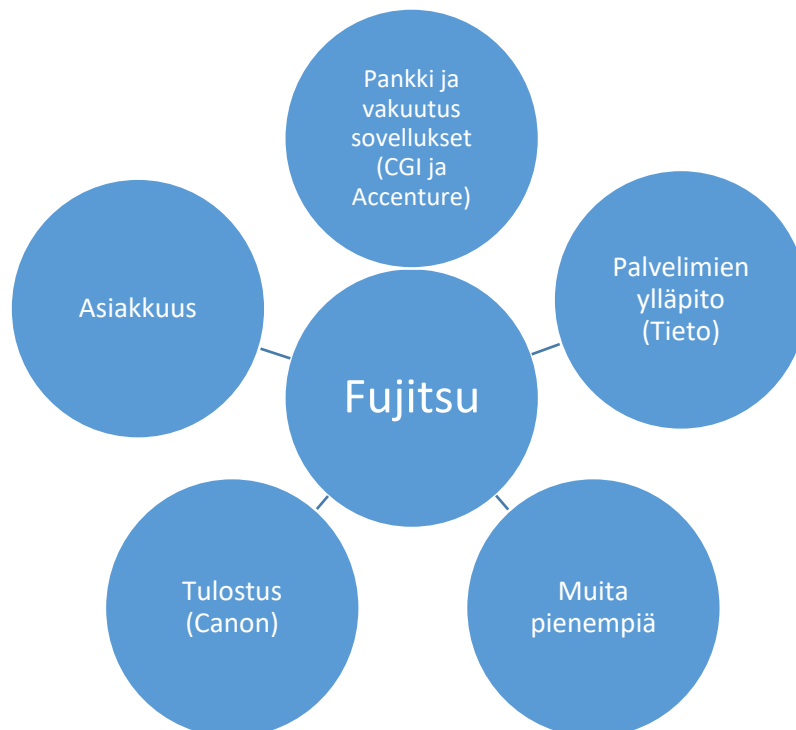 Pankki ja
vakuutus
sovellukset
(CGI ja
Accenture)
Asiakkuus
Palvelimien
ylläpito
(Tieto)
Fujitsu
Tulostus
(Canon)
Muita
pienempiä